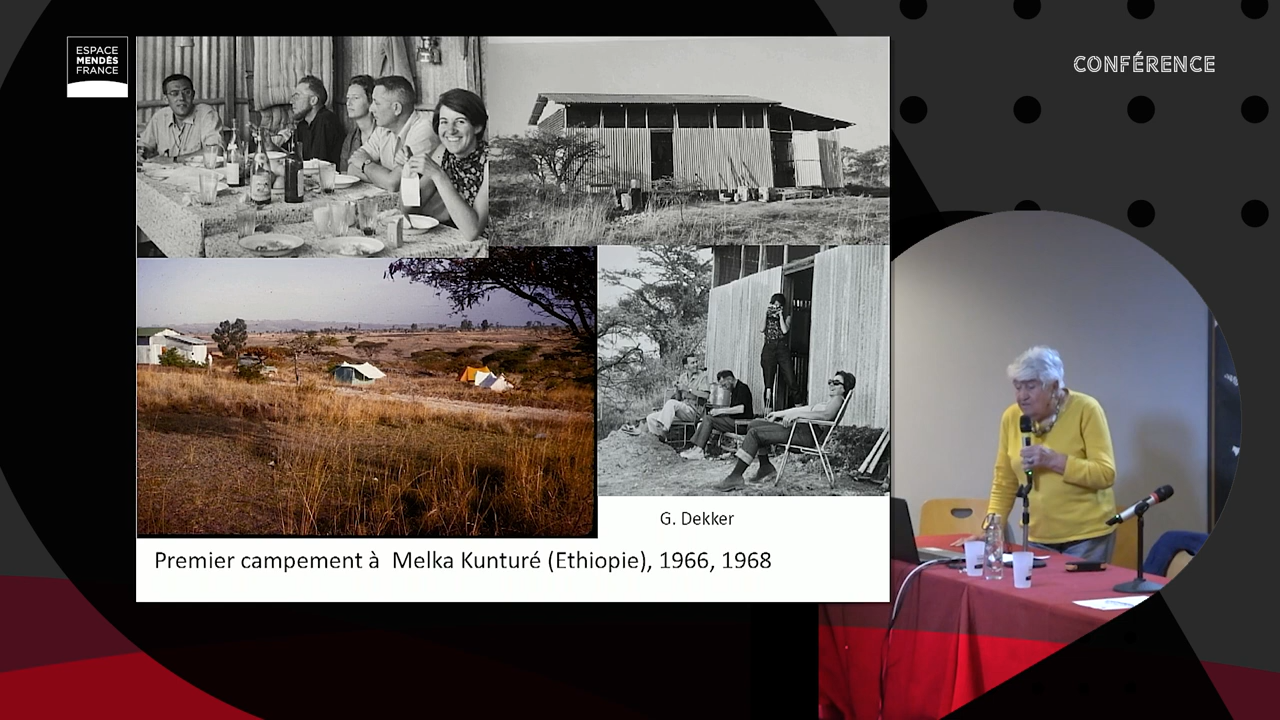 ESPACE
MENDÈS
FRANCE
CONFÉRENCE
G. Dekker
Premier campement à  Melka Kunturé (Ethiopie), 1966, 1968